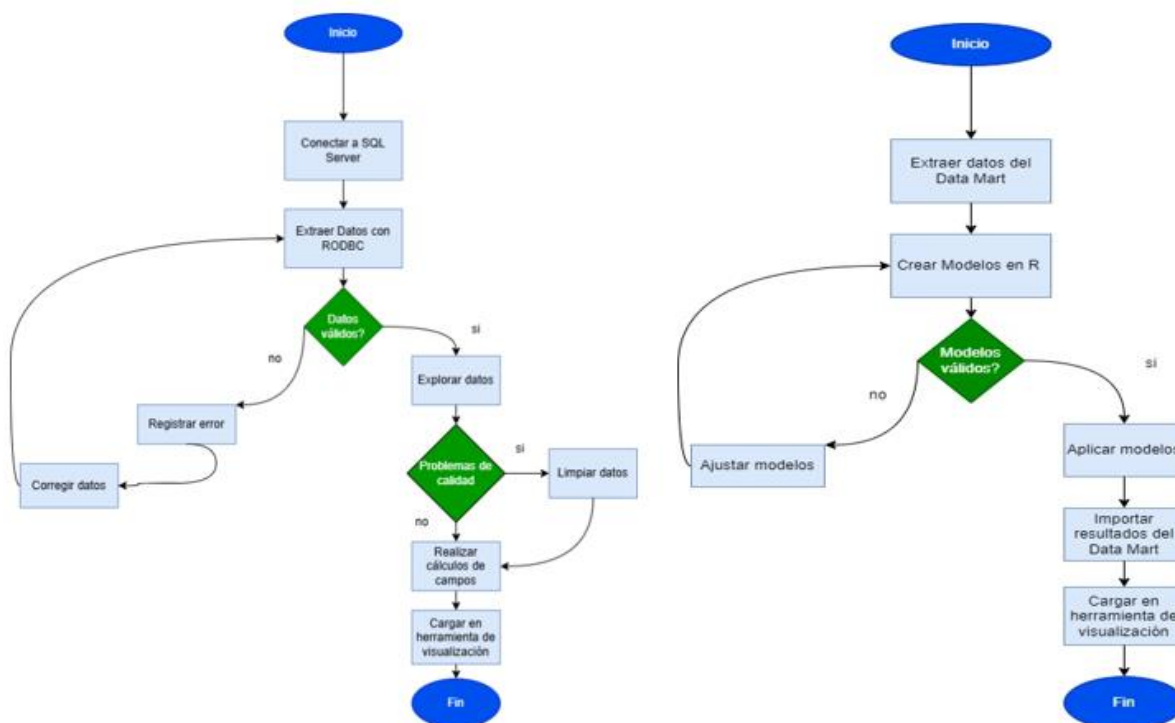 Inicio
Conectar a SQL
Server
Extraer Datos con
RODBC
Datos
válidos?
si
no
Explorar datos
Registrar error
Problemas de
calidad
si
Limpiar datos
Corregir datos
no
Realizar
cálculos de
campos
Cargar en
herramienta de
visualización
Fin
Inicio
Extraer datos del
Data Mart
Crear Modelos en R
Modelos
válidos?
si
no
Ajustar modelos
Aplicar modelos
Importar
resultados del
Data Mart
Cargar en
herramienta de
visualización
Fin